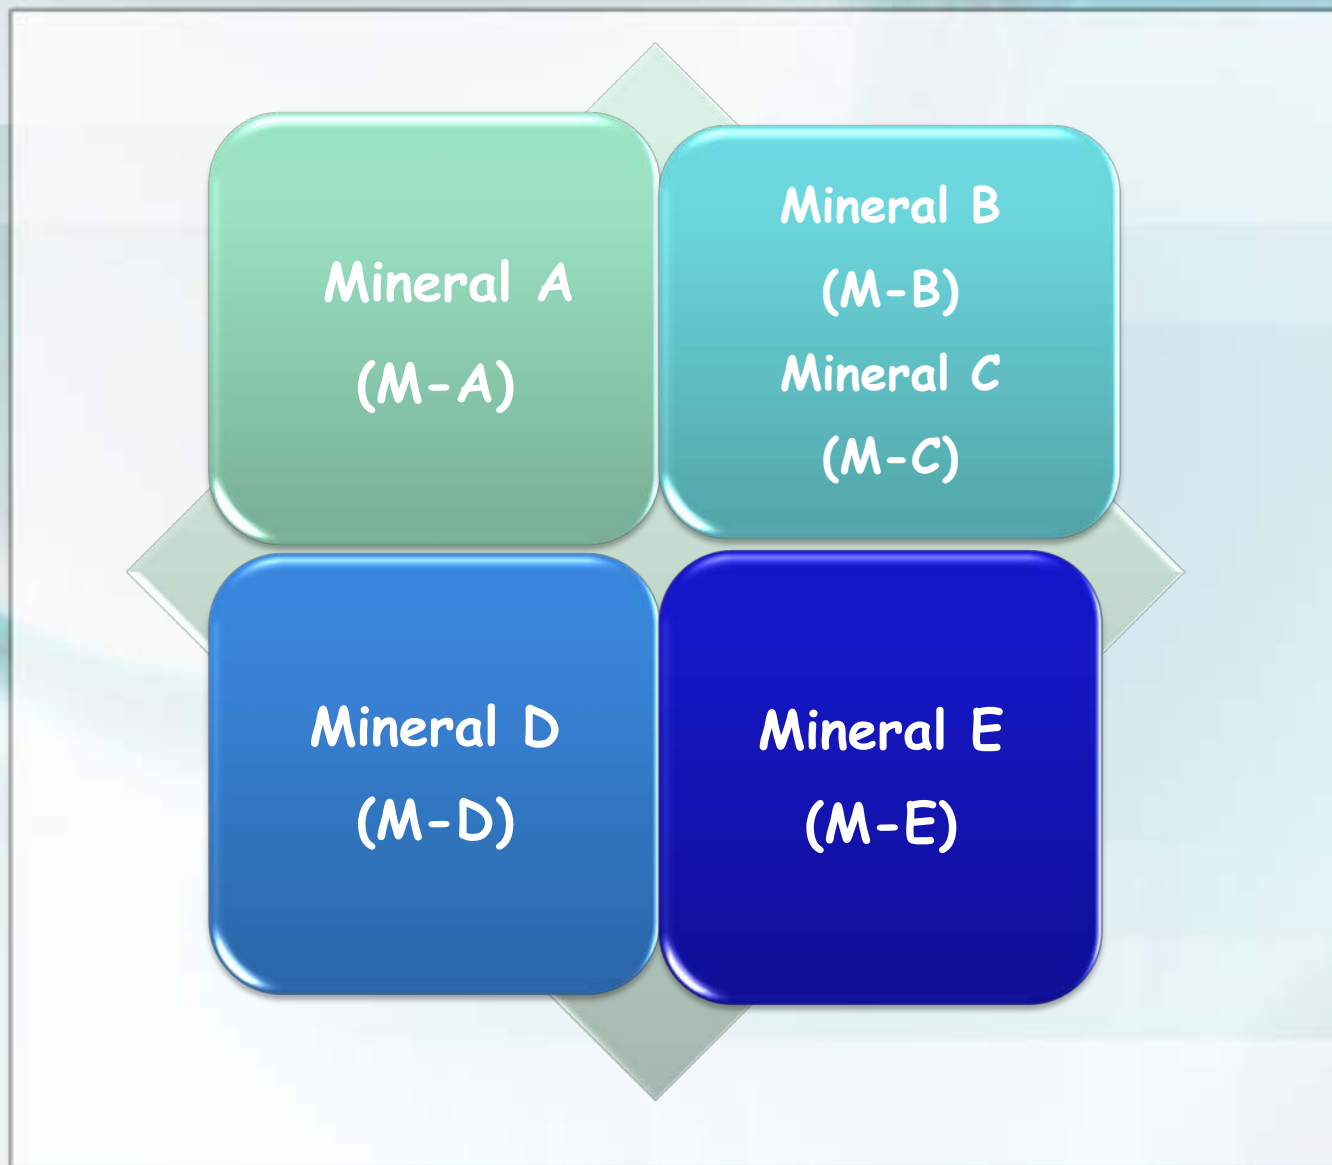 Mineral A
(M-A)
Mineral B
(M-B)
Mineral C
(M-C)
Mineral D
(M-D)
Mineral E
(M-E)